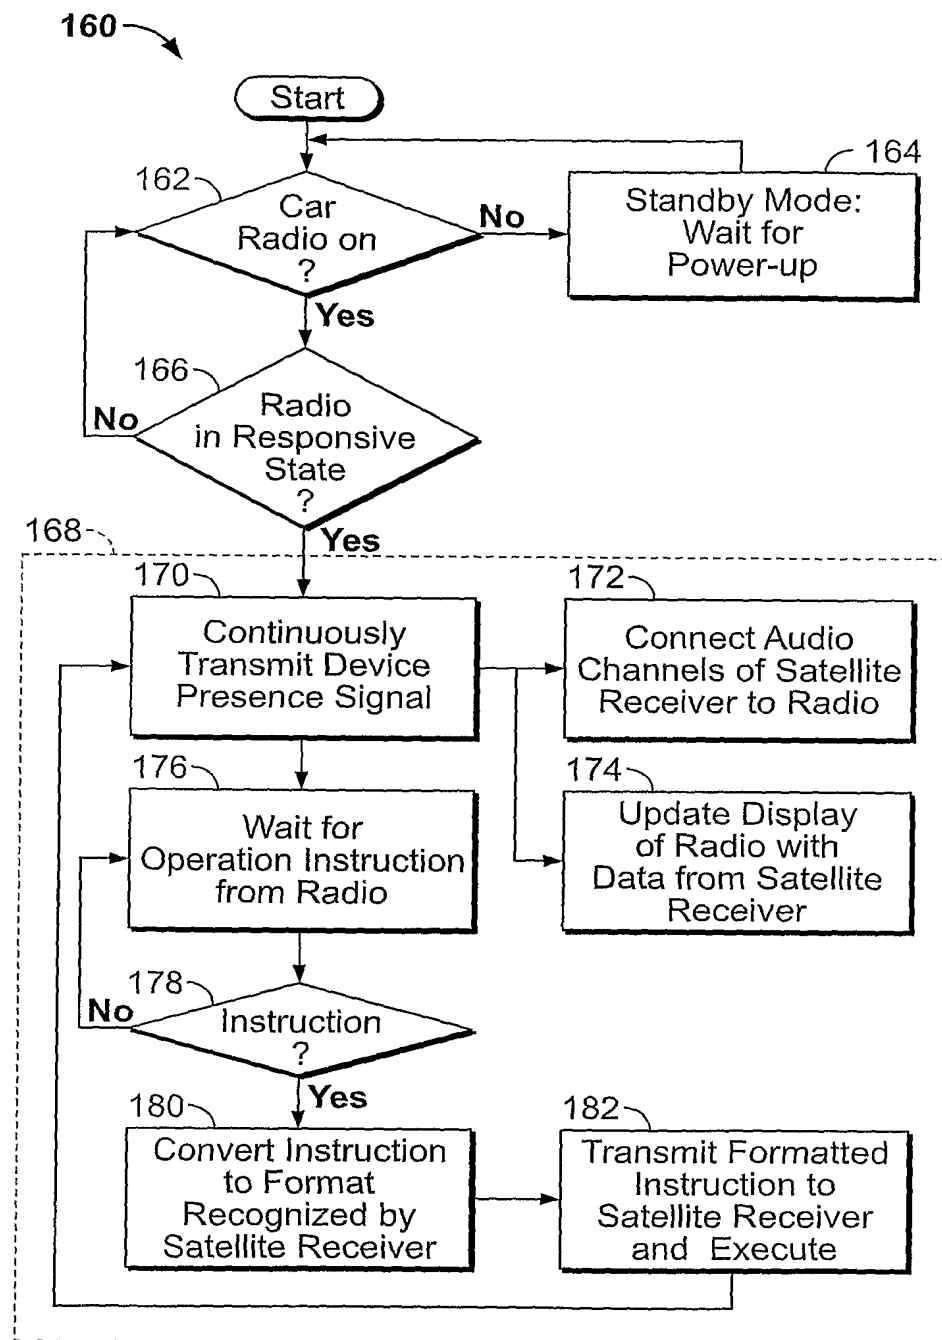 160
Start
162
Car
Radio on
?
No
164
Standby Mode:
Wait for
Power-up
Yes
166
Radio
in Responsive
State
?
No
Yes
168
170
Continuously
Transmit Device
Presence Signal
172
Connect Audio
Channels of Satellite
Receiver to Radio
174
Update Display
of Radio with
Data from Satellite
Receiver
176
Wait for
Operation Instruction
from Radio
178
Instruction
?
No
Yes
180
Convert Instruction
to Format
Recognized by
Satellite Receiver
182
Transmit Formatted
Instruction to
Satellite Receiver
and Execute